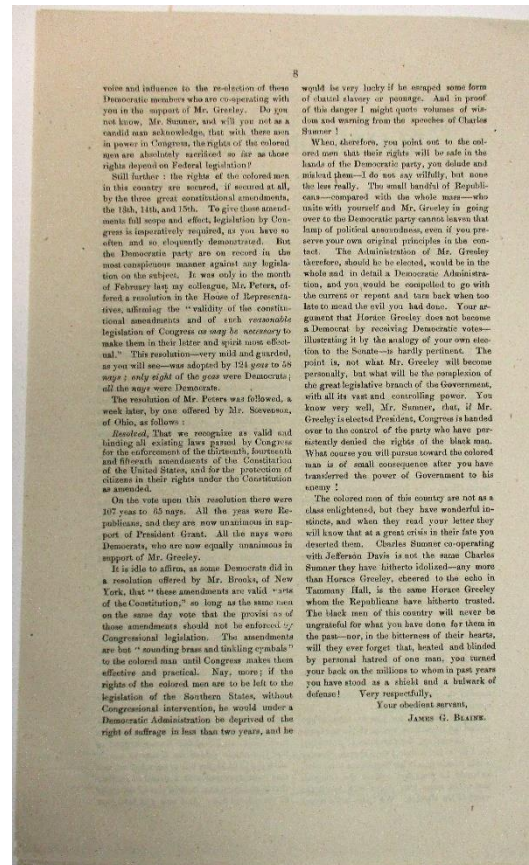 8
voice and influence to the re-election of these
Democratic members who are co-operating with
you in the support of Mr. Greeley. Do you
not know, Mr. Sumner, and will you not as a
candid man acknowledge, that with these men
in power in Congress, the rights of the colored
men are absolutely sacrificed so far as those
rights depend on Federal legislation?
Still further: the rights of the colored men
in this country are secured, if secured at all,
by the three great constitutional amendments,
the 13th, 14th, and 15th. To give those amend-
ments full scope and effect, legislation by Con-
gress is imperatively required, as you have so
often and so eloquently demonstrated. But
the Democratic party are on record in the
most conspicuous manner against any legisla-
tion on the subject. It was only in the month
of February last my colleague, Mr. Peters, of-
fered a resolution in the House of Representa-
tives, affirming the "validity of the constitu-
tional amendments and of such reasonable
legislation of Congress as may be necessary to
make them in their letter and spirit most effect-
ual." This resolution—very mild and guarded,
as you will see—was adopted by 124 yeas to 58
nays; only eight of the yeas were Democrats;
all the nays were Democrats.
The resolution of Mr. Peters was followed, a
week later, by one offered by Mr. Stevenson,
of Ohio, as follows:
Resolved, That we recognize as valid and
binding all existing laws passed by Congress
for the enforcement of the thirteenth, fourteenth
and fifteenth amendments of the Constitution
of the United States, and for the protection of
citizens in their rights under the Constitution
as amended.
On the vote upon this resolution there were
107 yeas to 65 nays. All the yeas were Re-
publicans, and they are now unanimous in sup-
port of President Grant. All the nays were
Democrats, who are now equally unanimous in
support of Mr. Greeley.
It is idle to affirm, as some Democrats did in
a resolution offered by Mr. Brooks, of New
York, that "these amendments are valid parts
of the Constitution," so long as the same men
on the same day vote that the provisions of
those amendments should not be enforced by
Congressional legislation. The amendments
are but "sounding brass and tinkling cymbals"
to the colored man until Congress makes them
effective and practical. Nay, more; if the
rights of the colored men are to be left to the
legislation of the Southern States, without
Congressional intervention, he would under a
Democratic Administration be deprived of the
right of suffrage in less than two years, and he
would be very lucky if he escaped some form
of chattel slavery or peonage. And in proof
of this danger I might quote volumes of wis-
dom and warning from the speeches of Charles
Sumner!
When, therefore, you point out to the col-
ored men that their rights will be safe in the
hands of the Democratic party, you delude and
mislead them—I do not say wilfully, but none
the less really. The small handful of Republi-
cans—compared with the whole mass—who
unite with yourself and Mr. Greeley in going
over to the Democratic party cannot leaven that
lump of political unsoundness, even if you pre-
serve your own original principles in the con-
tact. The Administration of Mr. Greeley
therefore, should he be elected, would be in the
whole and in detail a Democratic Administra-
tion, and you would be compelled to go with
the current or repent and turn back when too
late to mend the evil you had done. Your ar-
gument that Horace Greeley does not become
a Democrat by receiving Democratic votes—
illustrating it by the analogy of your own elec-
tion to the Senate—is hardly pertinent. The
point is, not what Mr. Greeley will become
personally, but what will be the complexion of
the great legislative branch of the Government,
with all its vast and controlling power. You
know very well, Mr. Sumner, that, if Mr.
Greeley is elected President, Congress is handed
over to the control of the party who have per-
sistently denied the rights of the black man.
What course you will pursue toward the colored
man is of small consequence after you have
transferred the power of Government to his
enemy!
The colored men of this country are not as a
class enlightened, but they have wonderful in-
stincts, and when they read your letter they
will know that at a great crisis in their fate you
deserted them. Charles Sumner co-operating
with Jefferson Davis is not the same Charles
Sumner they have hitherto idolized—any more
than Horace Greeley, cheered to the echo in
Tammany Hall, is the same Horace Greeley
whom the Republicans have hitherto trusted.
The black men of this country will never be
ungrateful for what you have done for them in
the past—nor, in the bitterness of their hearts,
will they ever forget that, heated and blinded
by personal hatred of one man, you turned
your back on the millions to whom in past years
you have stood as a shield and a bulwark of
defense! Very respectfully,
Your obedient servant,
JAMES G. BLAINE.